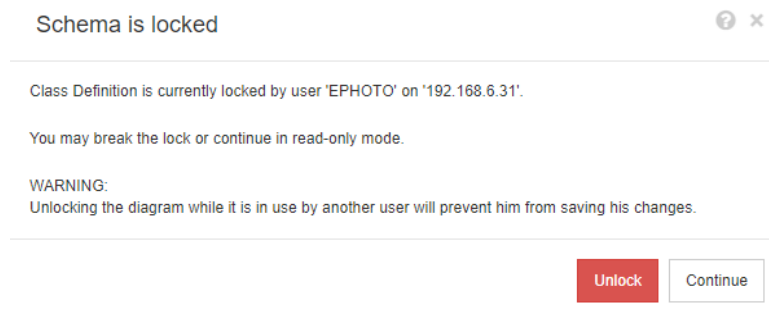 Schema is locked
Class Definition is currently locked by user 'EPHOTO' on '192.168.6.31'.
You may break the lock or continue in read-only mode.
WARNING:
Unlocking the diagram while it is in use by another user will prevent him from saving his changes.
Unlock
Continue